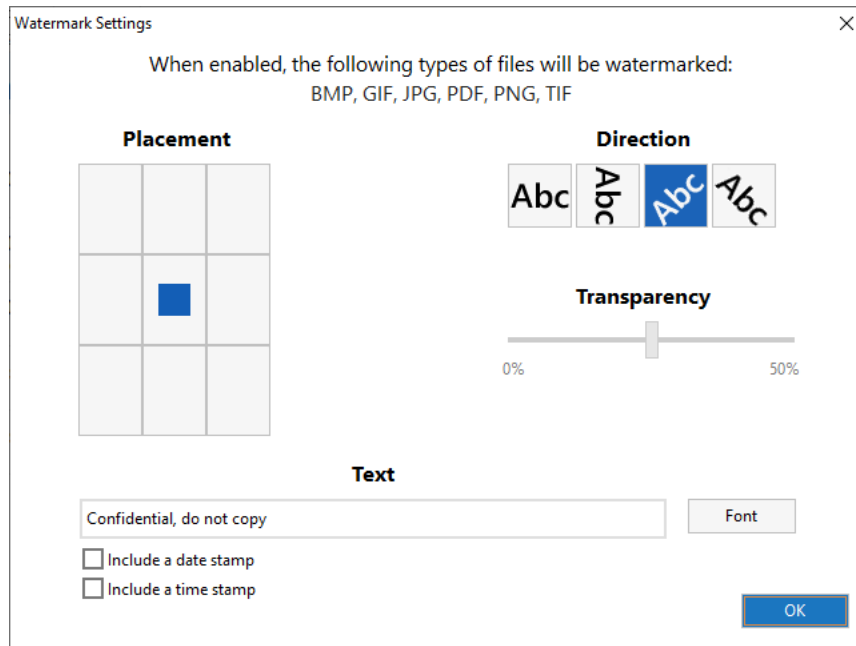 Watermark Settings
When enabled, the following types of files will be watermarked:
BMP, GIF, JPG, PDF, PNG, TIF
Placement
Direction
Abc Abc Abc Abc
Transparency
0% 50%
Text
Confidential, do not copy
Font
Include a date stamp
Include a time stamp
OK